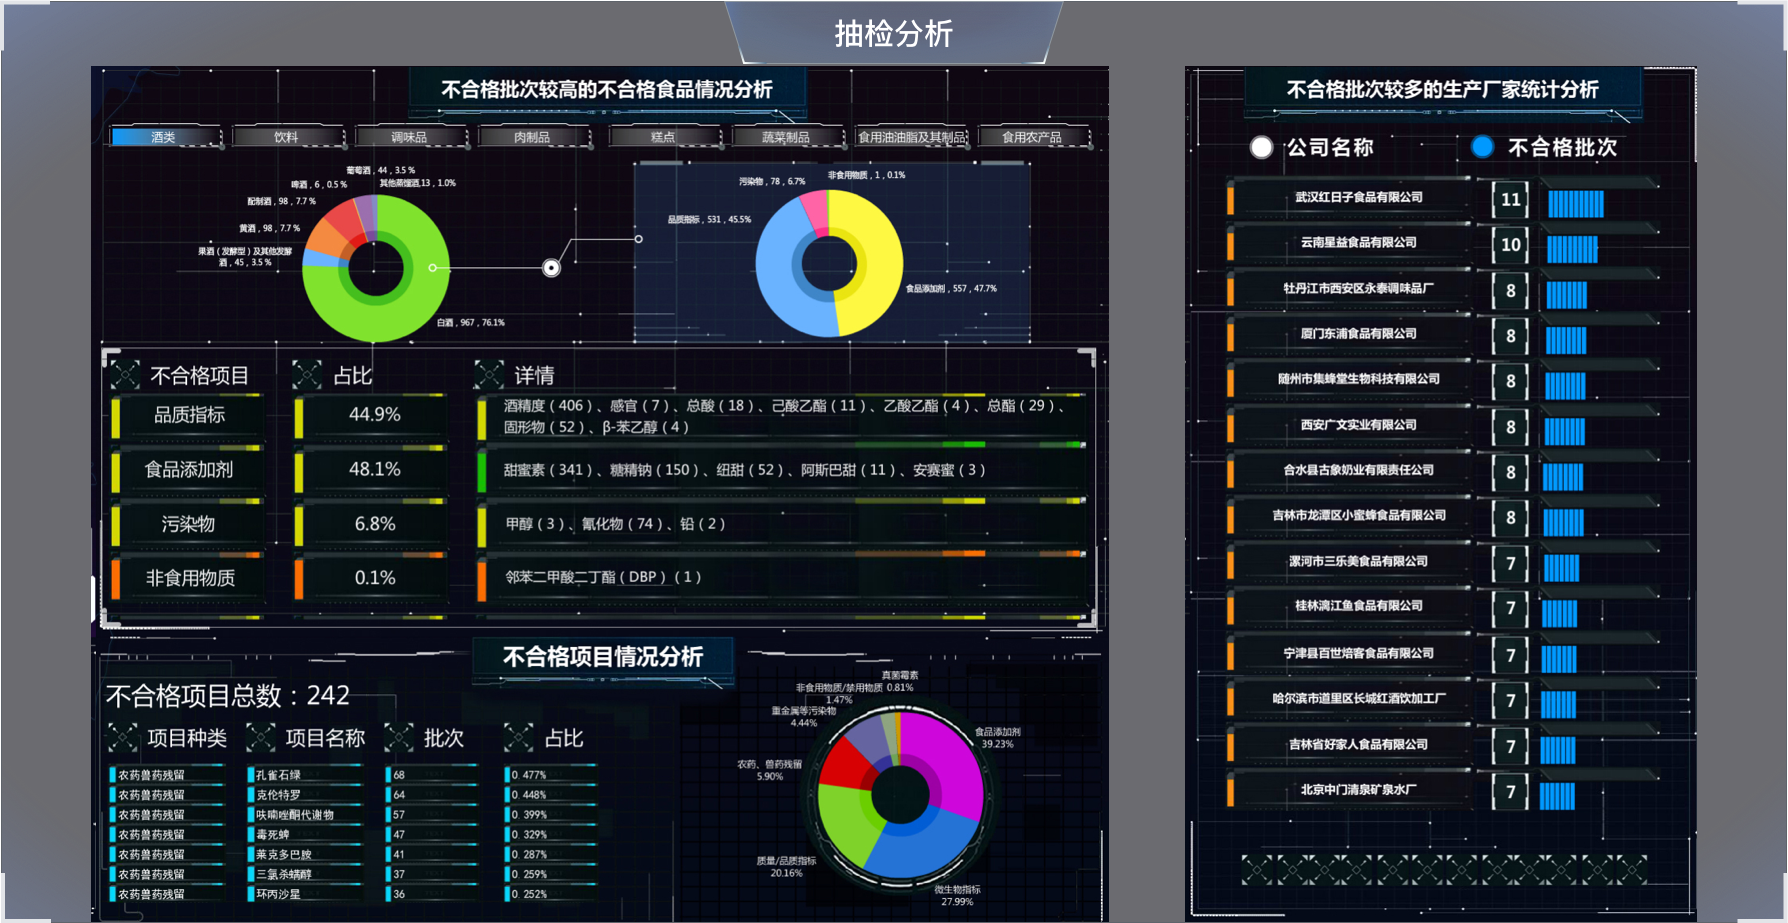 抽检分析
不合格批次较高的不合格食品情况分析
酒类
饮料
调味品
肉制品
糕点
蔬菜制品
食用油油脂及其制品
食用农产品
葡萄酒 , 44 , 3.5 %
啤酒 , 6 , 0.5 %
其他蒸馏酒,13 , 1.0%
配制酒 , 98 , 7.7 %
黄酒 , 98 , 7.7 %
果酒（发酵型）及其他发酵
酒 , 45 , 3.5 %
白酒 , 967 , 76.1%
污染物 , 78 , 6.7%
非食用物质 , 1 , 0.1%
品质指标 , 531 , 45.5%
食品添加剂 , 557 , 47.7%
不合格项目
占比
详情
品质指标
44.9%
酒精度（406）、感官（7）、总酸（18）、己酸乙酯（11）、乙酸乙酯（4）、总酯（29）、
固形物（52）、β-苯乙醇（4）
食品添加剂
48.1%
甜蜜素（341）、糖精钠（150）、纽甜（52）、阿斯巴甜（11）、安赛蜜（3）
污染物
6.8%
甲醇（3）、氰化物（74）、铅（2）
非食用物质
0.1%
邻苯二甲酸二丁酯（DBP）（1）
不合格项目情况分析
不合格项目总数：242
项目种类
项目名称
批次
占比
农药兽药残留
孔雀石绿
68
0. 477%
农药兽药残留
克伦特罗
64
0. 448%
农药兽药残留
呋喃唑酮代谢物
57
0. 399%
农药兽药残留
毒死蜱
47
0. 329%
农药兽药残留
莱克多巴胺
41
0. 287%
农药兽药残留
三氯杀螨醇
37
0. 259%
农药兽药残留
环丙沙星
36
0. 252%
真菌霉素
0.81%
非食用物质/禁用物质
1.47%
重金属等污染物
4.44%
食品添加剂
39.23%
农药、兽药残留
5.90%
质量/品质指标
20.16%
微生物指标
27.99%
不合格批次较多的生产厂家统计分析
公司名称
不合格批次
武汉红日子食品有限公司
11
云南星益食品有限公司
10
牡丹江市西安区永泰调味品厂
8
厦门东浦食品有限公司
8
随州市集蜂堂生物科技有限公司
8
西安广文实业有限公司
8
合水县古象奶业有限责任公司
8
吉林市龙潭区小蜜蜂食品有限公司
8
漯河市三乐美食品有限公司
7
桂林漓江鱼食品有限公司
7
宁津县百世焙客食品有限公司
7
哈尔滨市道里区长城红酒饮加工厂
7
吉林省好家人食品有限公司
7
北京中门清泉矿泉水厂
7